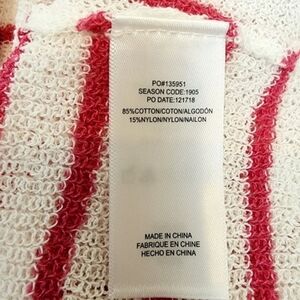 PO#135951
SEASON CODE:1905
PO DATE:121718
85%COTTON/COTON/ALGODÓN
15%NYLON/NYLON/NAILON
MADE IN CHINA
FABRIQUE EN CHINE
HECHO EN CHINA